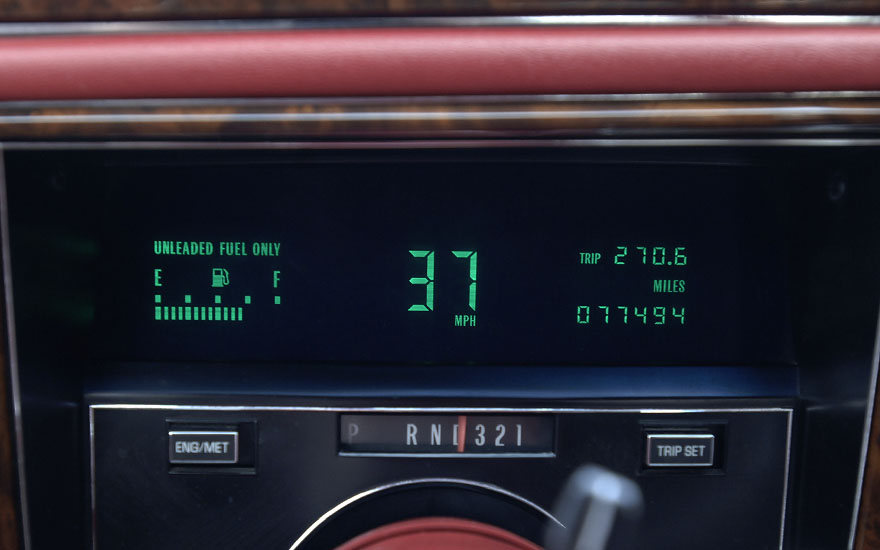 UNLEADED FUEL ONLY
E F
37
MPH
TRIP 270.6
MILES
077494
ENG/MET
P R N D 3 2 1
TRIP SET